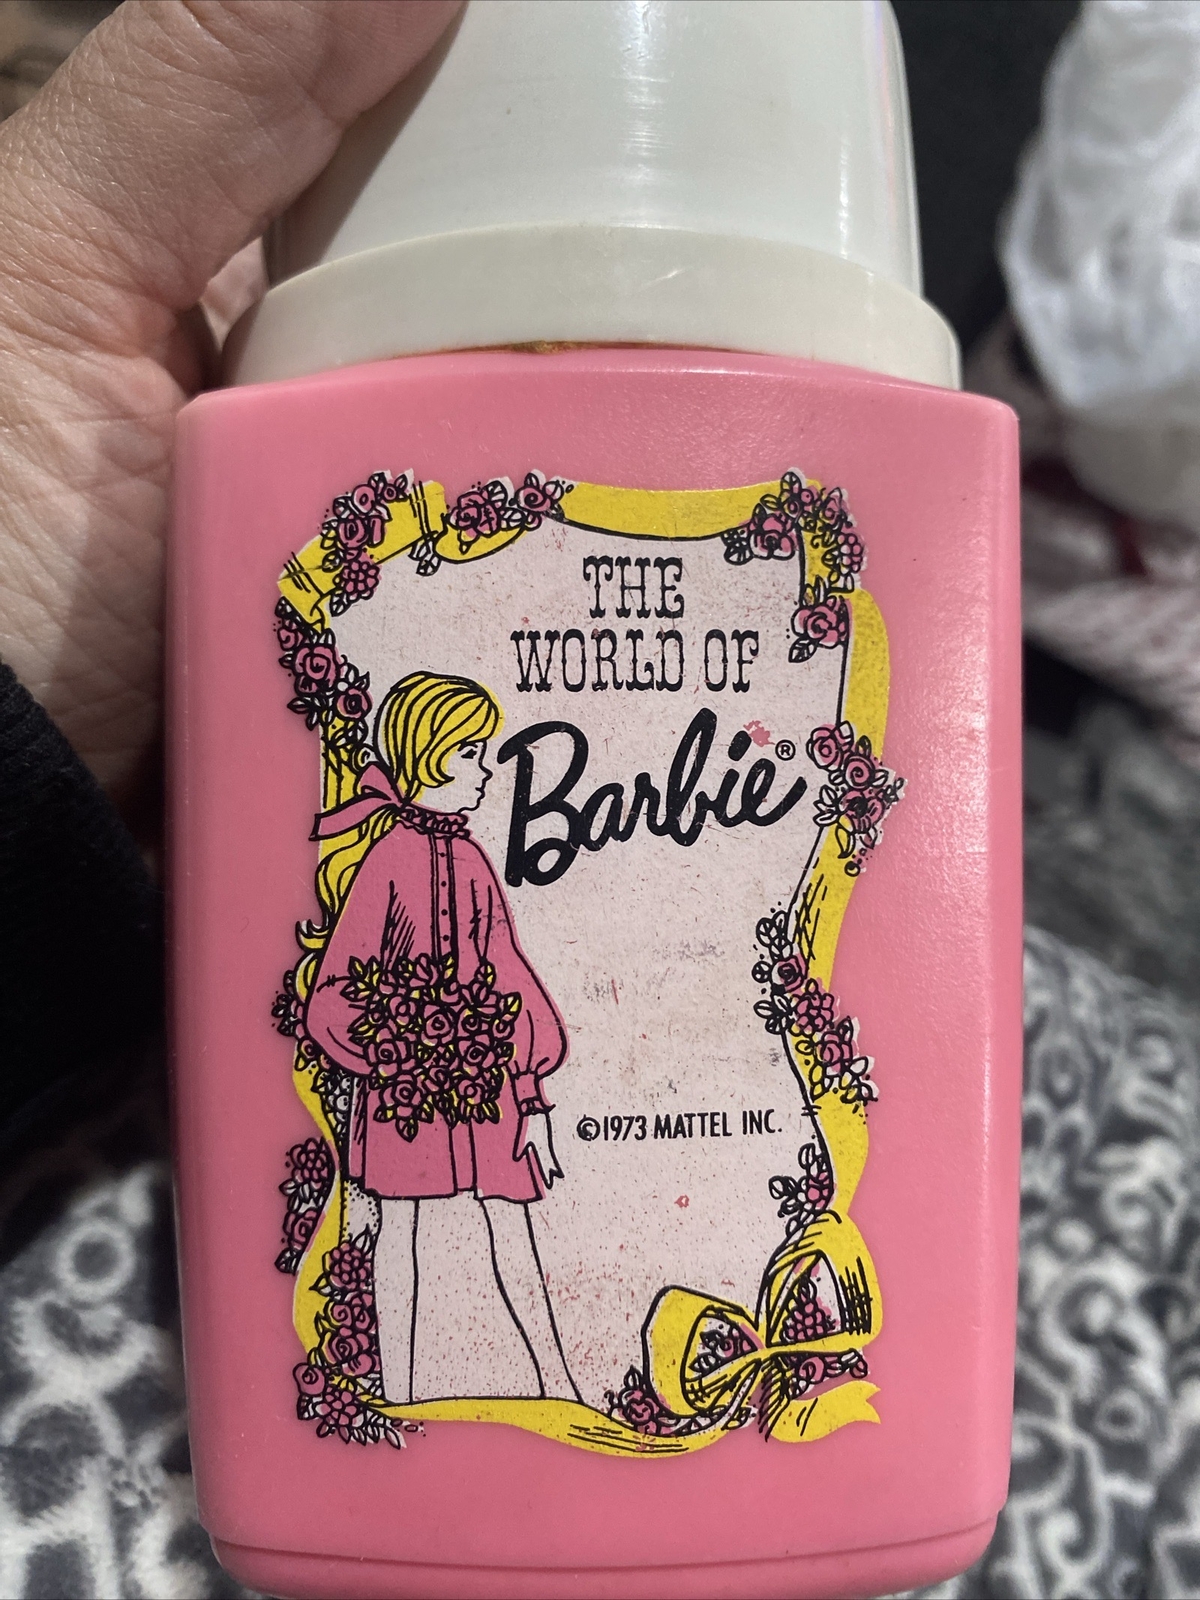 THE
WORLD OF
Barbie®
©1973 MATTEL INC.